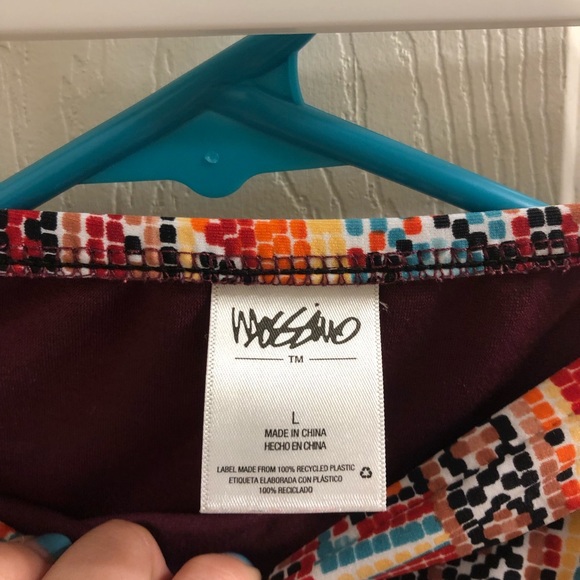 Mossimo
TM
L
MADE IN CHINA
HECHO EN CHINA
LABEL MADE FROM 100% RECYCLED PLASTIC
ETIQUETA ELABORADA CON PLÁSTICO
100% RECICLADO